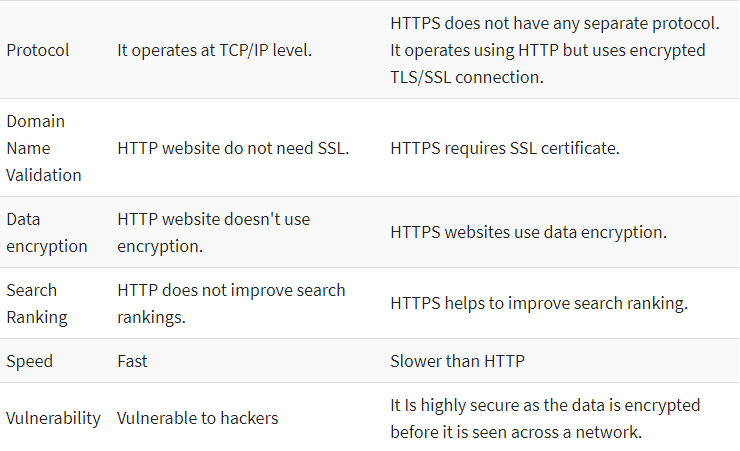 Protocol
It operates at TCP/IP level.
HTTPS does not have any separate protocol.
It operates using HTTP but uses encrypted
TLS/SSL connection.
Domain
Name
Validation
HTTP website do not need SSL.
HTTPS requires SSL certificate.
Data
encryption
HTTP website doesn't use
encryption.
HTTPS websites use data encryption.
Search
Ranking
HTTP does not improve search
rankings.
HTTPS helps to improve search ranking.
Speed
Fast
Slower than HTTP
Vulnerability
Vulnerable to hackers
It Is highly secure as the data is encrypted
before it is seen across a network.